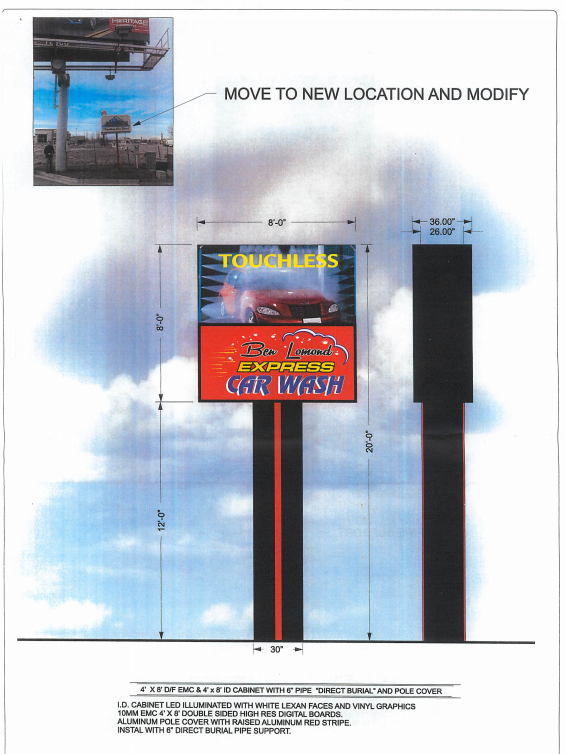 HERITAGE
MOVE TO NEW LOCATION AND MODIFY
8'-0"
36.00"
26.00"
TOUCHLESS
8'-0"
Ben Lomond
EXPRESS
CAR WASH
20'-0"
12'-0"
30"
4' X 8' D/F EMC & 4' x 8' ID CABINET WITH 6" PIPE "DIRECT BURIAL" AND POLE COVER
I.D. CABINET LED ILLUMINATED WITH WHITE LEXAN FACES AND VINYL GRAPHICS
10MM EMC 4' X 8' DOUBLE SIDED HIGH RES DIGITAL BOARDS.
ALUMINUM POLE COVER WITH RAISED ALUMINUM RED STRIPE.
INSTAL WITH 6" DIRECT BURIAL PIPE SUPPORT.